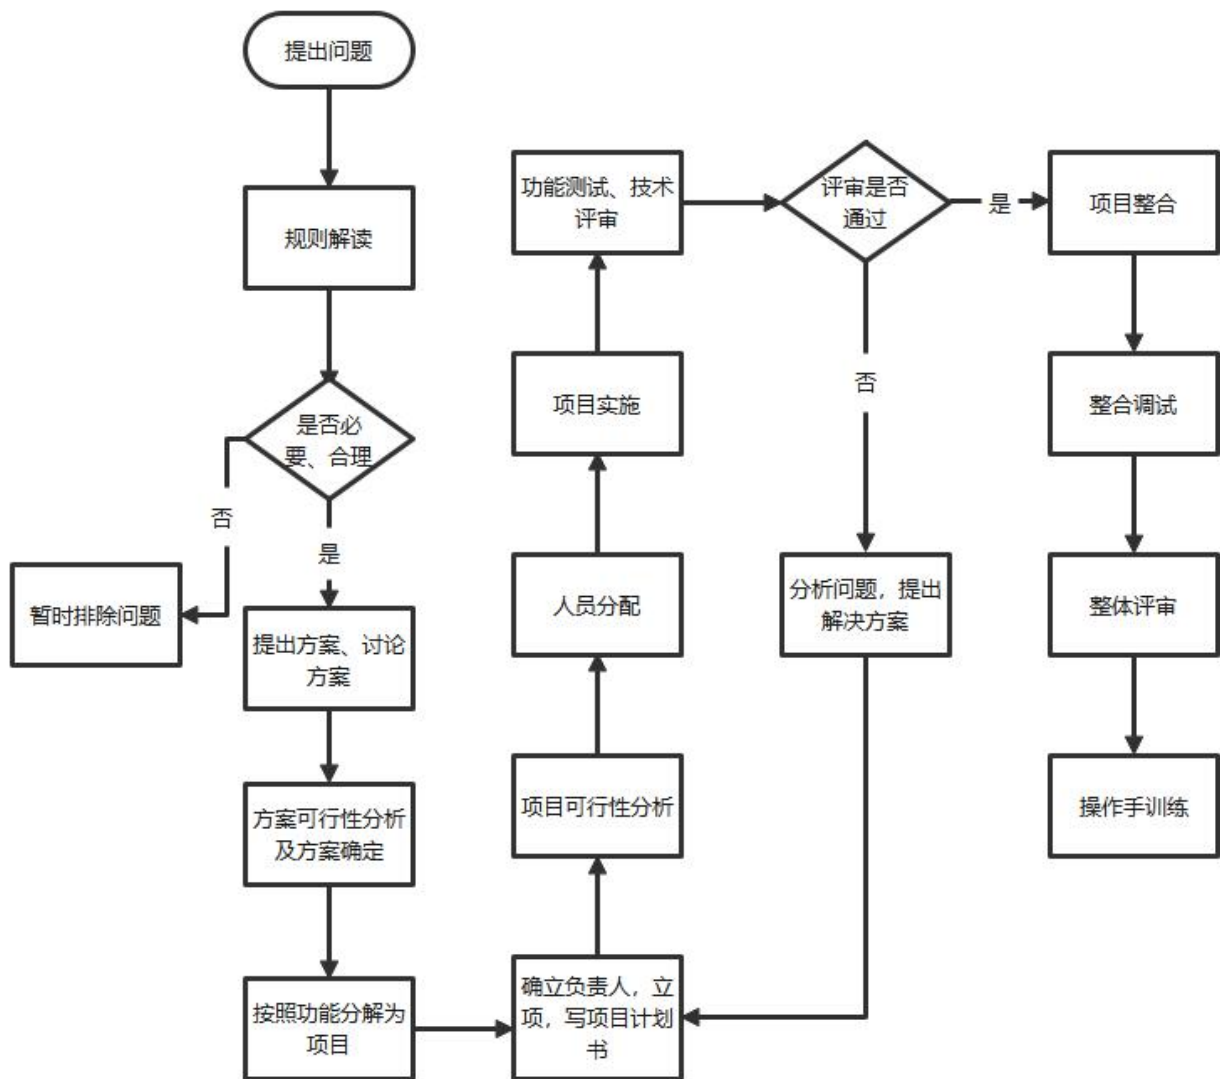 提出问题
规则解读
是否必
要、合理
否
是
暂时排除问题
提出方案、讨论
方案
方案可行性分析
及方案确定
按照功能分解为
项目
确立负责人，立
项，写项目计划
书
项目可行性分析
人员分配
项目实施
功能测试、技术
评审
评审是否
通过
是
否
分析问题，提出
解决方案
项目整合
整合调试
整体评审
操作手训练